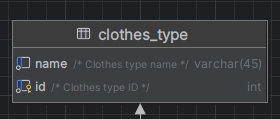 clothes_type
name /* Clothes type name */ varchar(45)
id /* Clothes type ID */ int